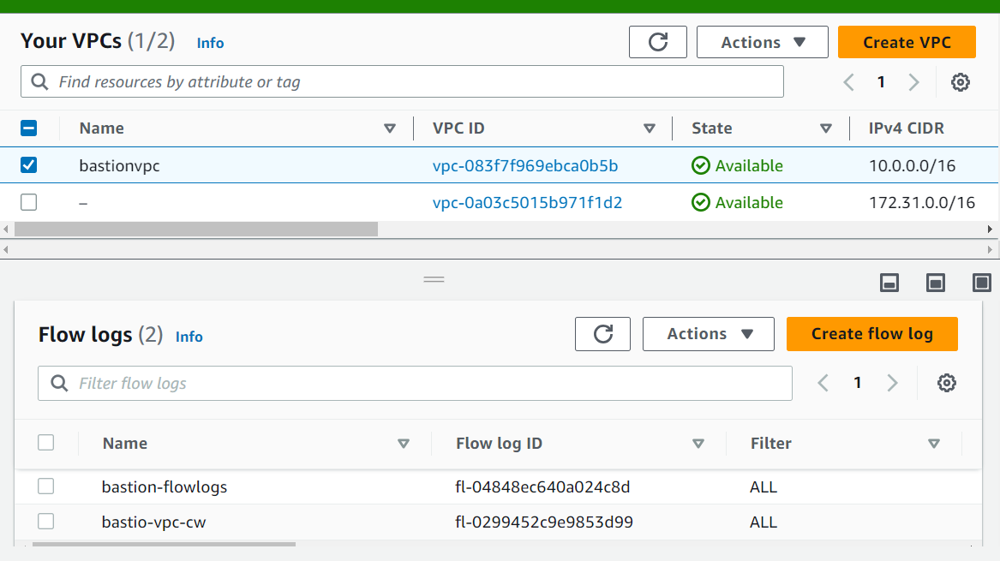 Your VPCs (1/2) Info Actions Create VPC
Find resources by attribute or tag 1
Name VPC ID State IPv4 CIDR
bastionvpc vpc-083f7f969ebca0b5b Available 10.0.0.0/16
– vpc-0a03c5015b971f1d2 Available 172.31.0.0/16
Flow logs (2) Info Actions Create flow log
Filter flow logs 1
Name Flow log ID Filter
bastion-flowlogs fl-04848ec640a024c8d ALL
bastio-vpc-cw fl-0299452c9e9853d99 ALL